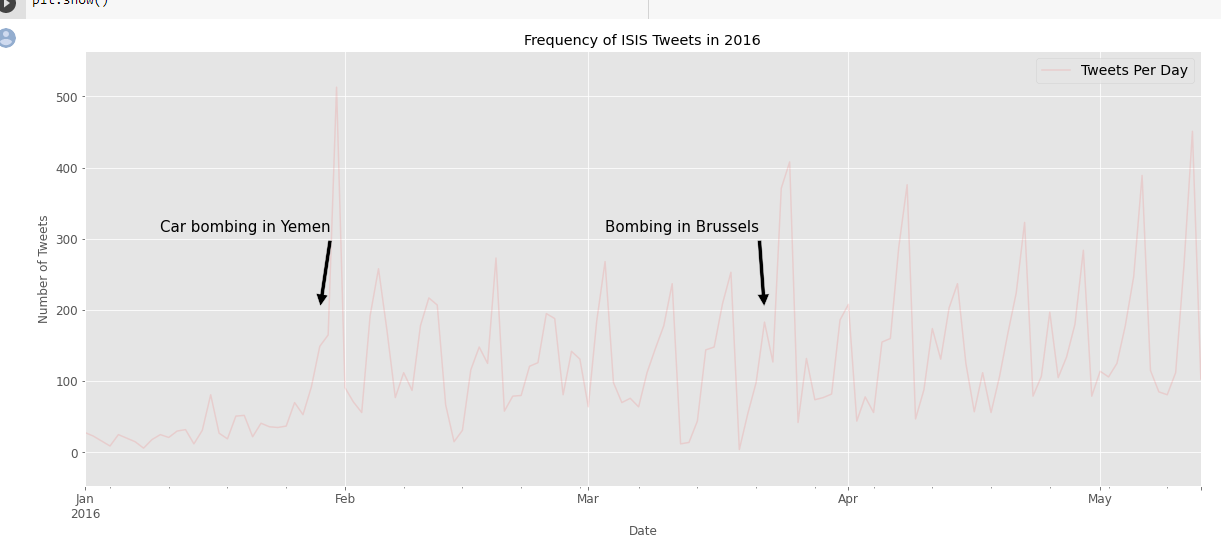 plt.show()
Frequency of ISIS Tweets in 2016
Tweets Per Day
500
400
Car bombing in Yemen
Bombing in Brussels
300
200
100
0
Number of Tweets
Jan
2016
Feb
Mar
Apr
May
Date